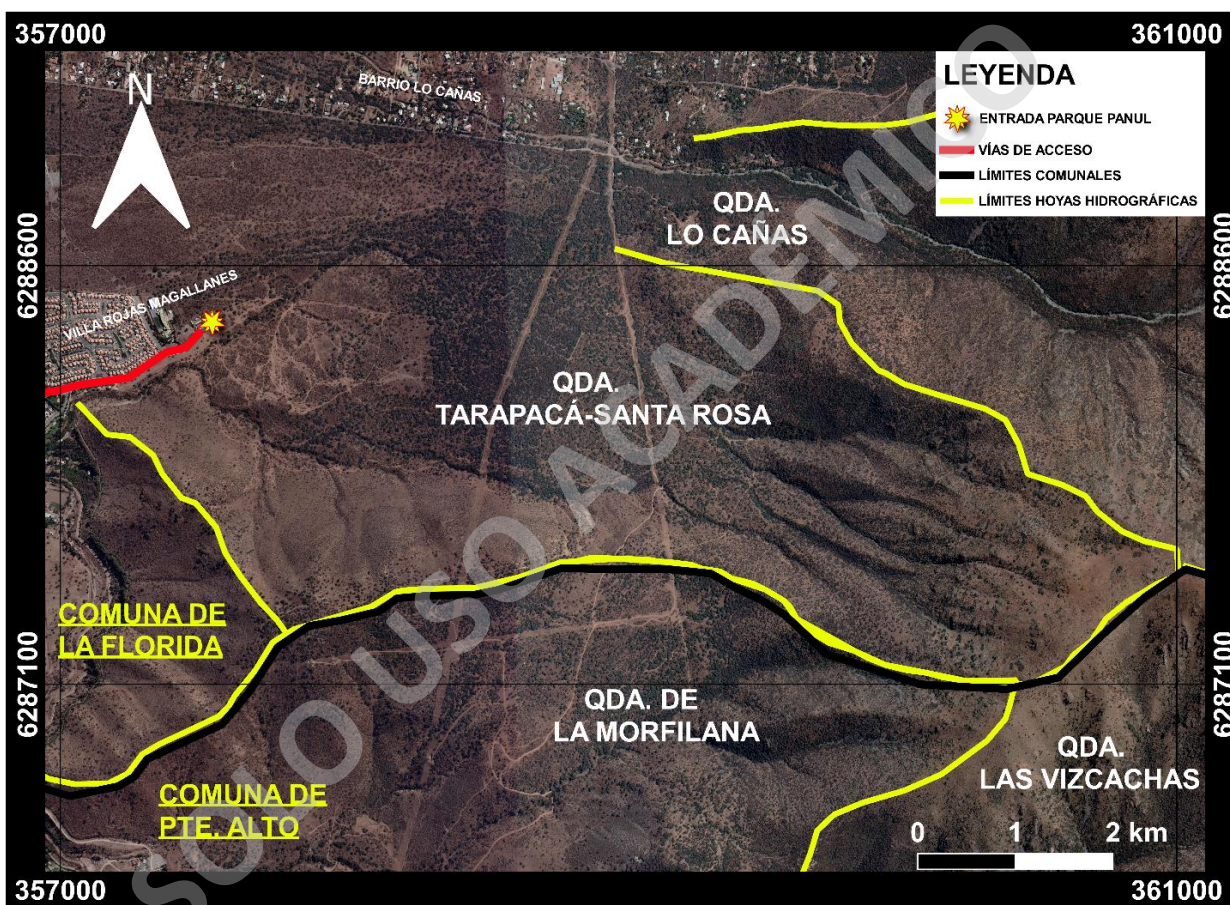 357000
361000
N
BARRIO LO CAÑAS
LEYENDA
ENTRADA PARQUE PANUL
VÍAS DE ACCESO
LÍMITES COMUNALES
LÍMITES HOYAS HIDROGRÁFICAS
QDA.
LO CAÑAS
6288600
6288600
VILLA ROJAS MAGALLANES
QDA.
TARAPACÁ-SANTA ROSA
COMUNA DE
LA FLORIDA
6287100
6287100
QDA. DE
LA MORFILANA
QDA.
LAS VIZCACHAS
COMUNA DE
PTE. ALTO
0 1 2 km
357000
361000
SOLO USO ACADEMICO